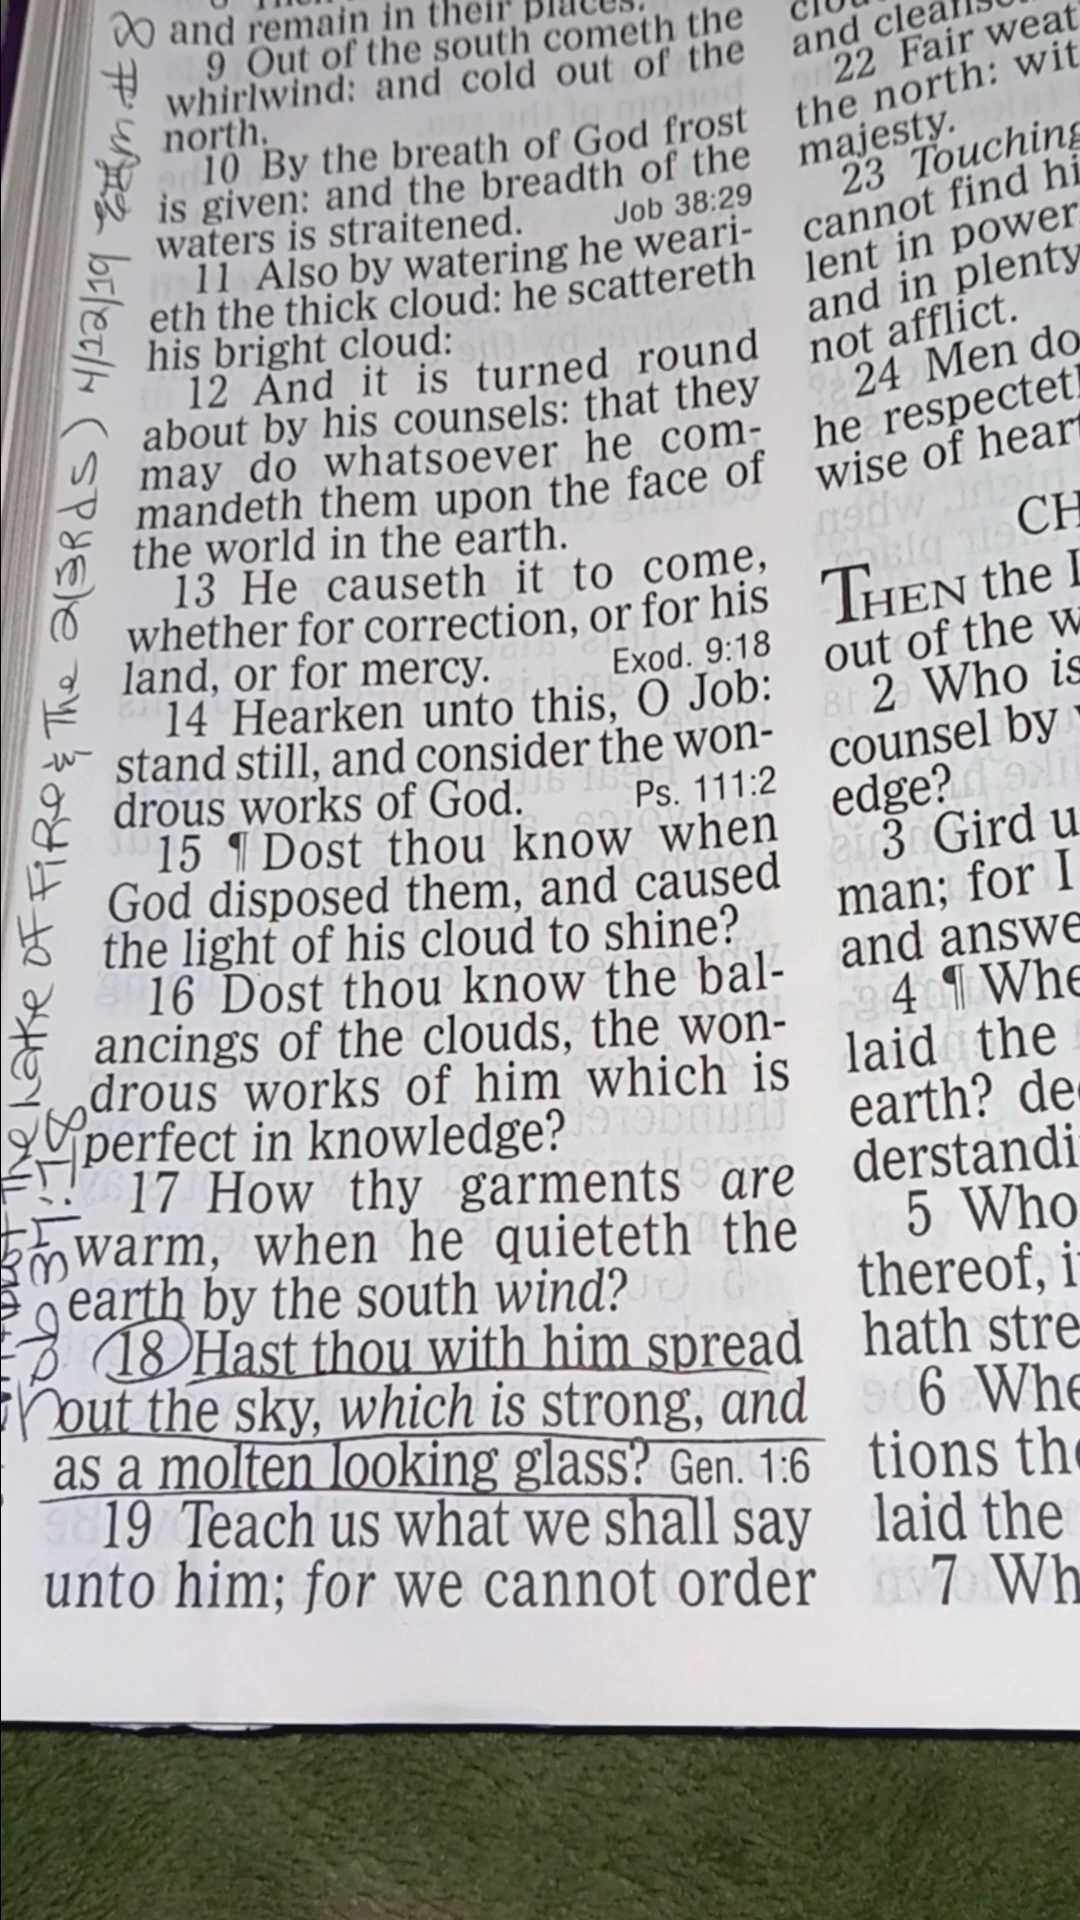 and remain in their places.
9 Out of the south cometh the
whirlwind: and cold out of the
north.
10 By the breath of God frost
is given: and the breadth of the
waters is straitened. Job 38:29
11 Also by watering he weari-
eth the thick cloud: he scattereth
his bright cloud:
12 And it is turned round
about by his counsels: that they
may do whatsoever he com-
mandeth them upon the face of
the world in the earth.
13 He causeth it to come,
whether for correction, or for his
land, or for mercy. Exod. 9:18
14 Hearken unto this, O Job:
stand still, and consider the won-
drous works of God. Ps. 111:2
15 ¶ Dost thou know when
God disposed them, and caused
the light of his cloud to shine?
16 Dost thou know the bal-
ancings of the clouds, the won-
drous works of him which is
perfect in knowledge?
17 How thy garments are
warm, when he quieteth the
earth by the south wind?
18 Hast thou with him spread
out the sky, which is strong, and
as a molten looking glass? Gen. 1:6
19 Teach us what we shall say
unto him; for we cannot order
and cleans
22 Fair weat
the north: wit
majesty.
23 Touching
cannot find hi
lent in power
and in plenty
not afflict.
24 Men do
he respectet
wise of hear
CH
THEN the
out of the w
2 Who is
counsel by
edge?
3 Gird u
man; for I
and answe
4 ¶ Whe
laid the
earth? de
derstandi
5 Who
thereof, i
hath stre
6 Whe
tions th
laid the
7 Wh
The Lake OF FiRe & The 2(3RDS) 4/22/19